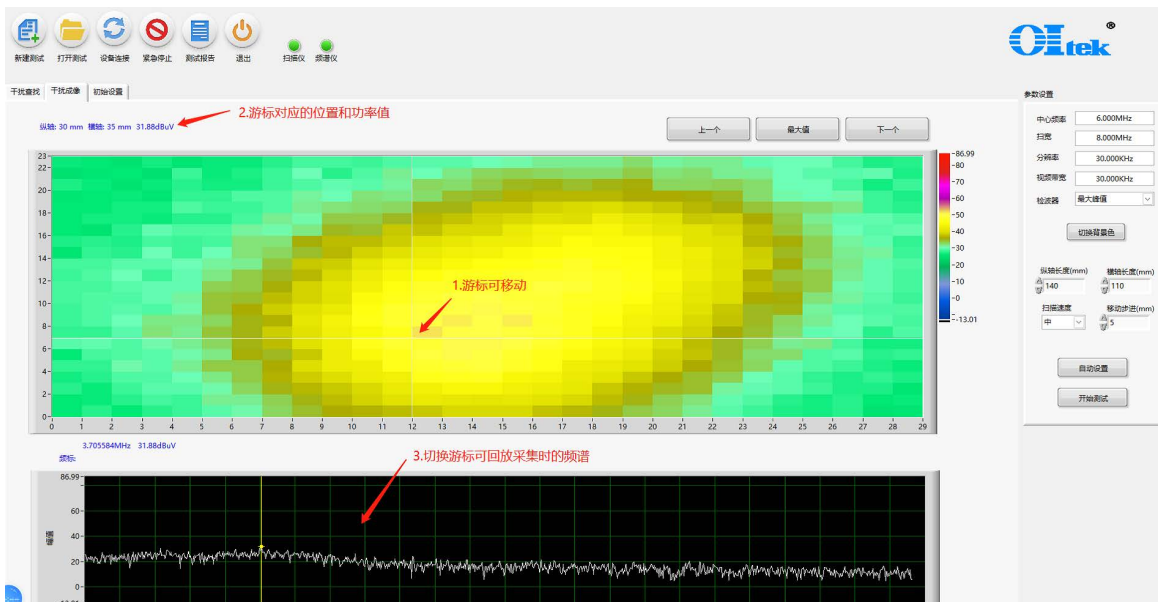 新建测试 打开测试 设备连接 紧急停止 测试报告 退出 扫描仪 频谱仪
OItek ®
干扰查找 干扰成像 初始设置
2.游标对应的位置和功率值
纵轴: 30 mm 横轴: 35 mm 31.88dBuV
上一个 最大值 下一个
23
22
20
18
16
14
12
10
8
6
4
2
0
1.游标可移动
0 1 2 3 4 5 6 7 8 9 10 11 12 13 14 15 16 17 18 19 20 21 22 23 24 25 26 27 28 29
86.99
80
70
60
50
40
30
20
10
0
-13.01
3.705584MHz 31.88dBuV
频标:
3.切换游标可回放采集时的频谱
86.99
60
40
20
0
幅值
参数设置
中心频率 6.000MHz
扫宽 8.000MHz
分辨率 30.000KHz
视频带宽 30.000KHz
检波器 最大峰值
切换背景色
纵轴长度(mm) 横轴长度(mm)
140 110
扫描速度 移动步进(mm)
中 5
自动设置
开始测试